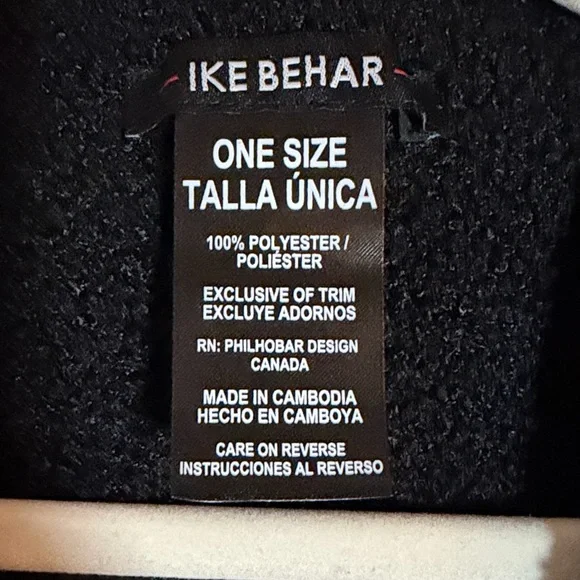 IKE BEHAR
ONE SIZE
TALLA ÚNICA
100% POLYESTER /
POLIÉSTER
EXCLUSIVE OF TRIM
EXCLUYE ADORNOS
RN: PHILHOBAR DESIGN
CANADA
MADE IN CAMBODIA
HECHO EN CAMBOYA
CARE ON REVERSE
INSTRUCCIONES AL REVERSO